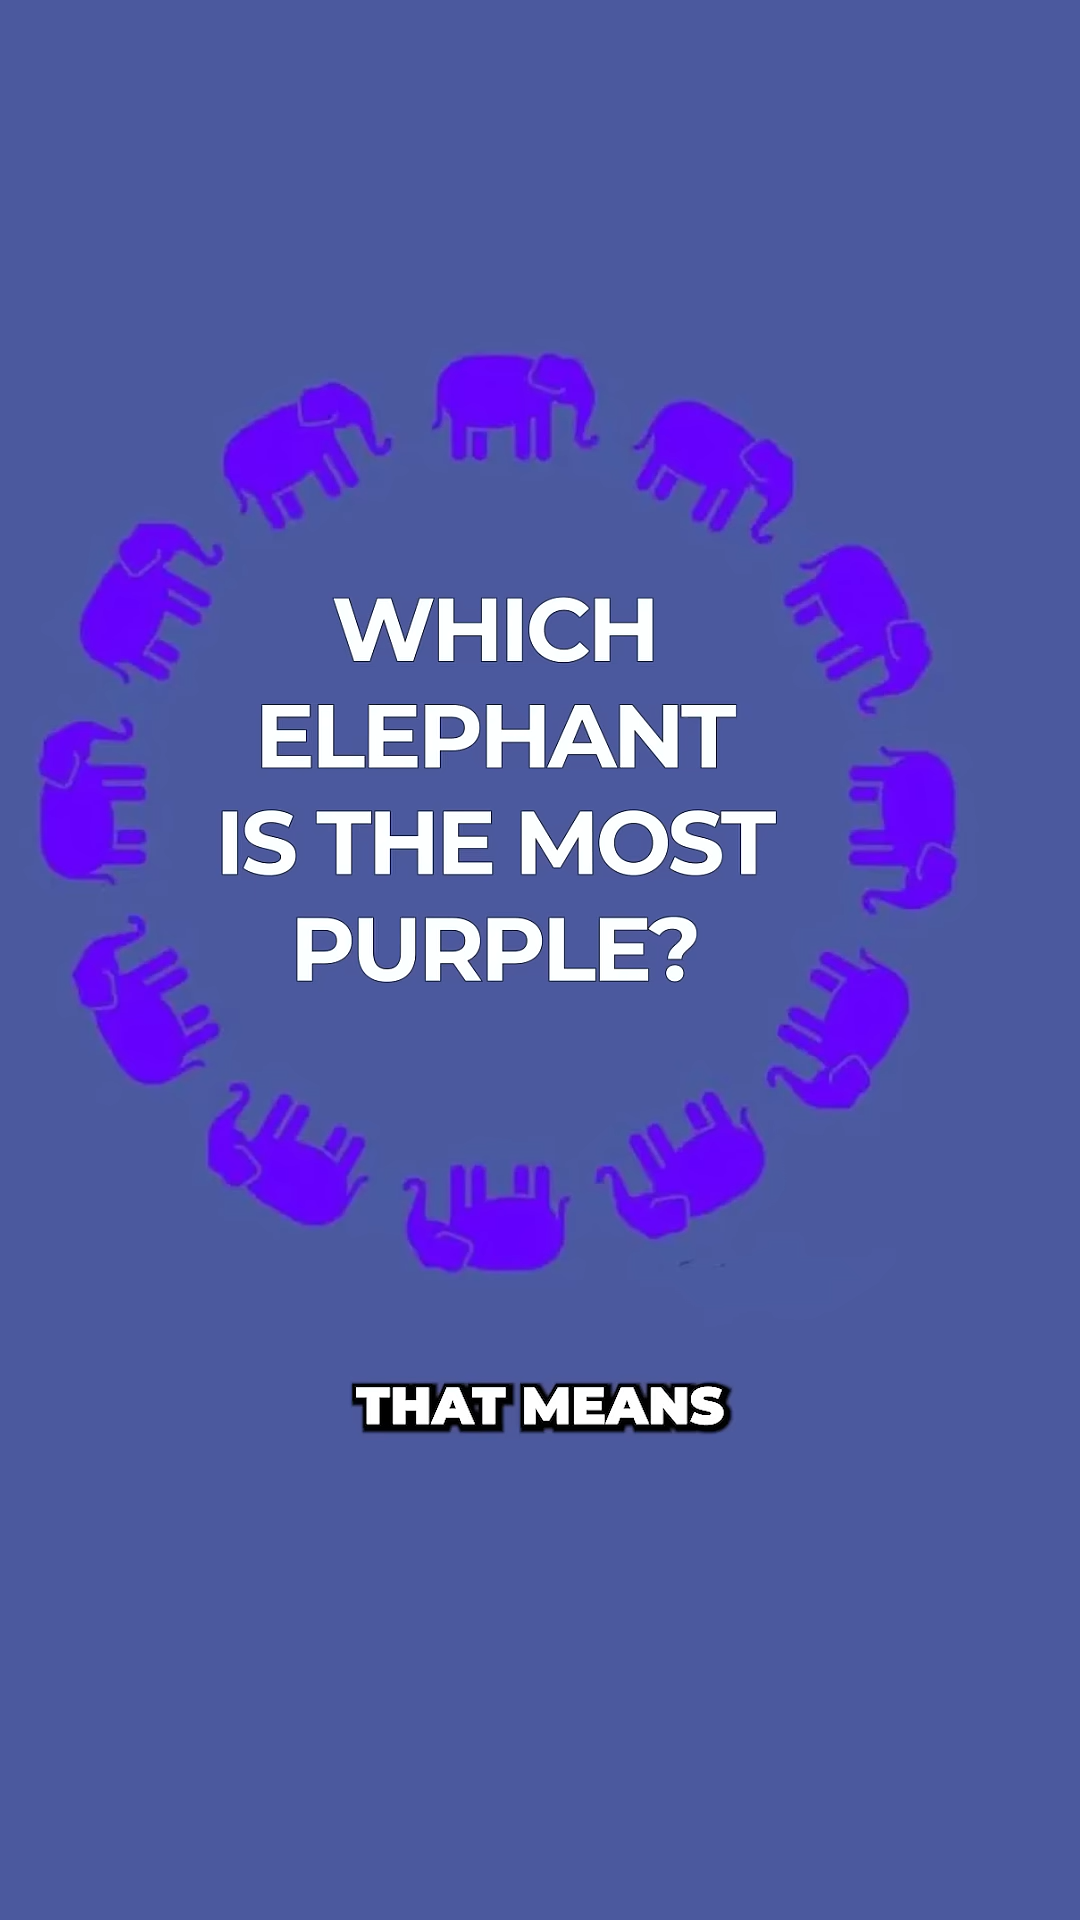 WHICH
ELEPHANT
IS THE MOST
PURPLE?
THAT MEANS